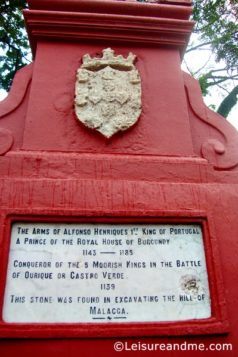 THE ARMS OF ALFONSO HENRIQUES 1ST KING OF PORTUGAL
A PRINCE OF THE ROYAL HOUSE OF BURGUNDY
1143 — 1185
CONQUEROR OF THE 5 MOORISH KINGS IN THE BATTLE
OF OURIQUE OR CASTRO VERDE.
1139
THIS STONE WAS FOUND IN EXCAVATING THE HILL OF
MALACCA.
©Leisureandme.com